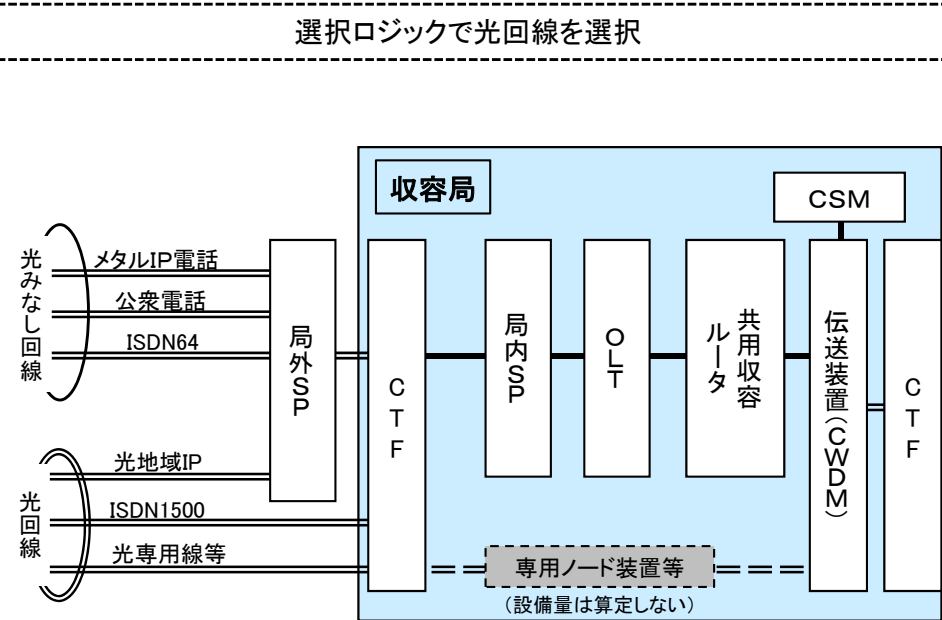 選択ロジックで光回線を選択
収容局
CSM
光みなし回線
メタルIP電話
公衆電話
ISDN64
局外SP
CTF
局内SP
OLT
共用収容
ルータ
伝送装置(CWDM)
CTF
光回線
光地域IP
ISDN1500
光専用線等
専用ノード装置等
(設備量は算定しない)